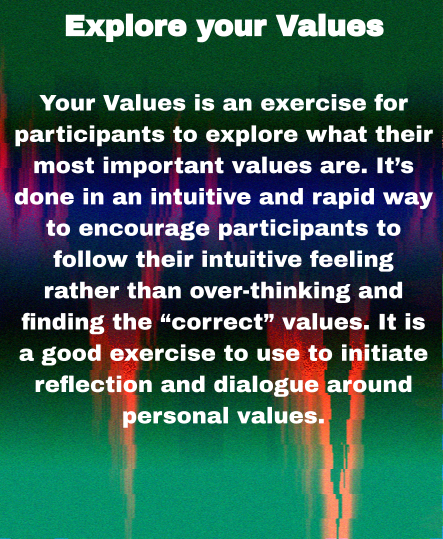 Explore your Values
Your Values is an exercise for
participants to explore what their
most important values are. It’s
done in an intuitive and rapid way
to encourage participants to
follow their intuitive feeling
rather than over-thinking and
finding the “correct” values. It is
a good exercise to use to initiate
reflection and dialogue around
personal values.